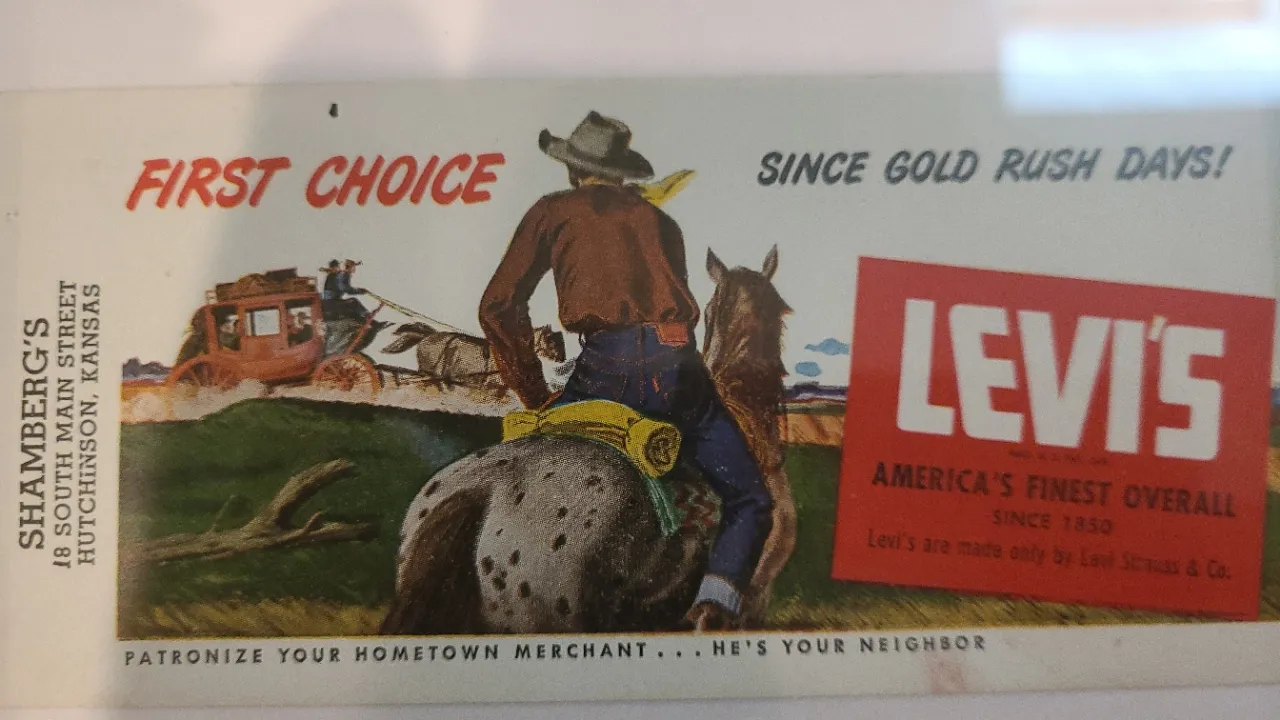 SHAMBERG'S
18 SOUTH MAIN STREET
HUTCHINSON, KANSAS
FIRST CHOICE
SINCE GOLD RUSH DAYS!
LEVI'S
AMERICA'S FINEST OVERALL
SINCE 1850
Levi's are made only by Levi Strauss & Co.
PATRONIZE YOUR HOMETOWN MERCHANT . . . HE'S YOUR NEIGHBOR